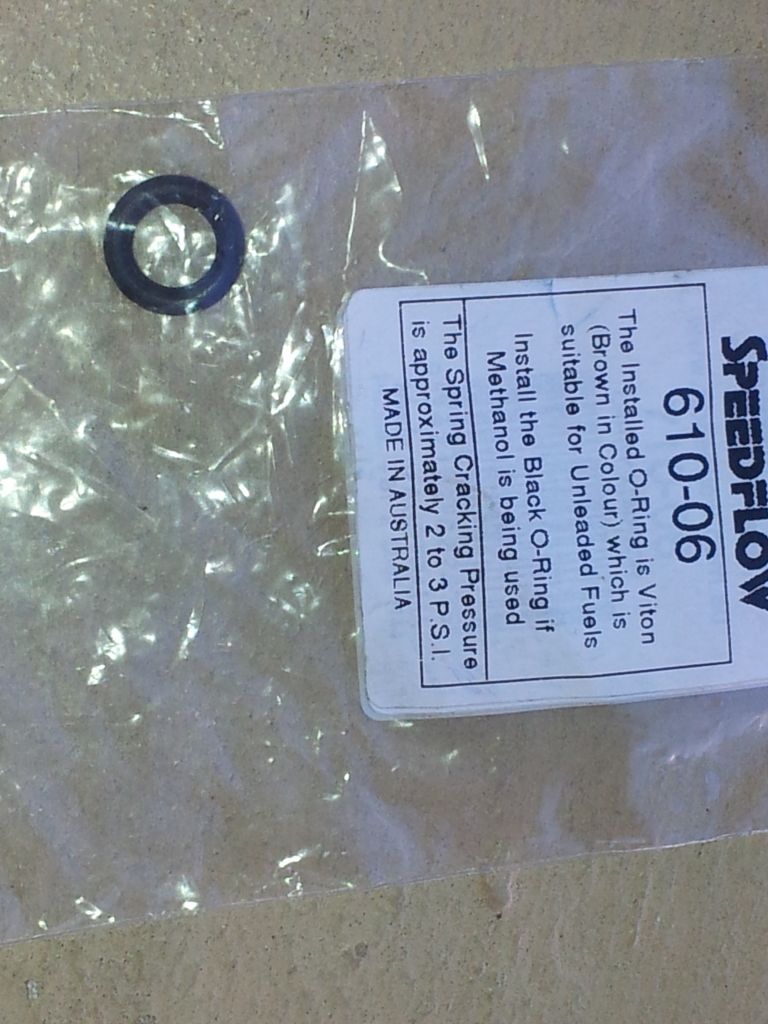 SPEEDFLOW
610-06
The Installed O-Ring is Viton
(Brown in Colour) which is
suitable for Unleaded Fuels
Install the Black O-Ring if
Methanol is being used
The Spring Cracking Pressure
is approximately 2 to 3 P.S.I.
MADE IN AUSTRALIA